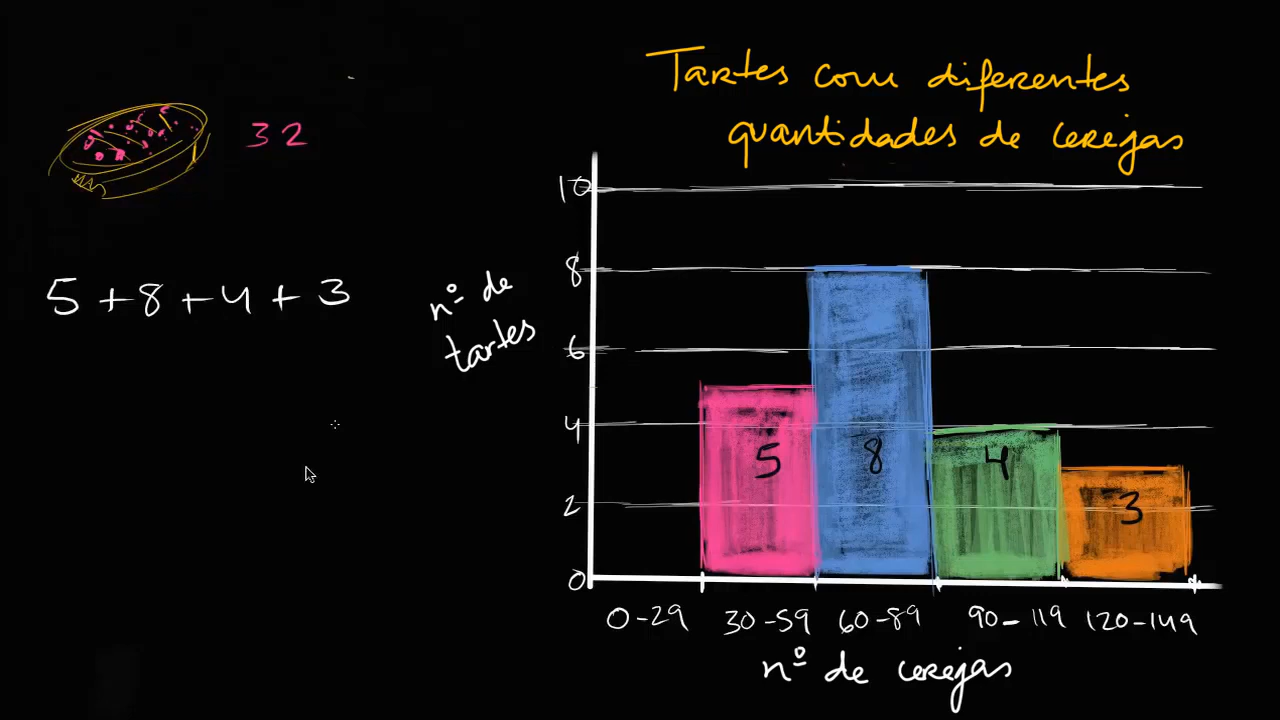 Tartes com diferentes
quantidades de cerejas
32
5 + 8 + 4 + 3
nº de
tartes
10
8
6
4
2
0
5
8
4
3
0-29
30-59
60-89
90-119
120-149
nº de cerejas